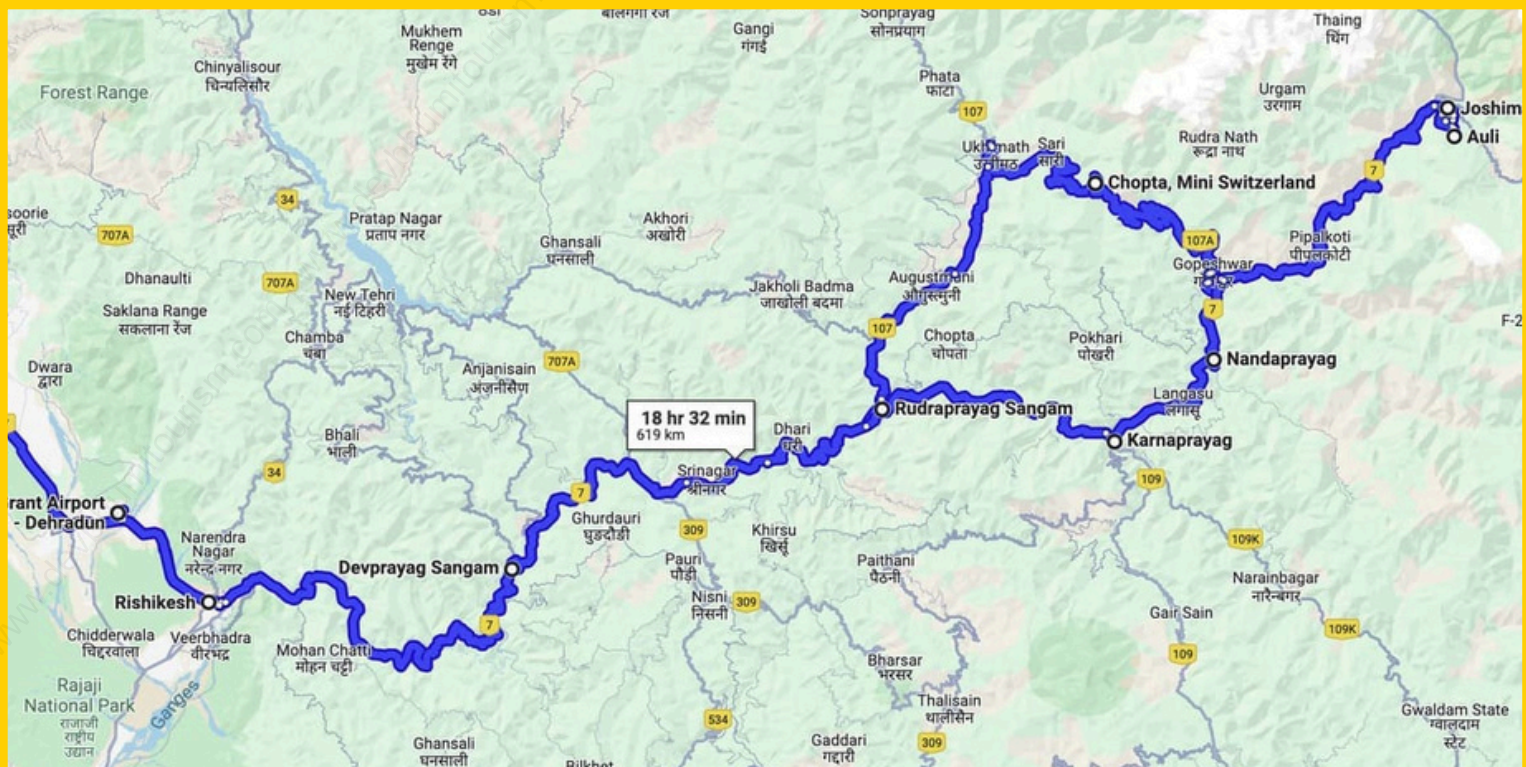 बालिगंगा रेंज
Sonprayag
सोनप्रयाग
Thaing
थिंग
Mukhem
Renge
मुखेम रेंगे
Gangi
गंगई
Chinyalisour
चिन्यलिसौर
Forest Range
Phata
फाटा
Urgam
उरगाम
107
Joshim
Auli
Rudra Nath
रूद्रा नाथ
Sari
सारी
7
Chopta, Mini Switzerland
34
Pratap Nagar
प्रताप नगर
Akhori
अखोरी
soorie
सूरी
707A
107A
Ghansali
घनसाली
Pipalkoti
पीपलकोटी
Gopeshwar
Dhanaulti
707A
New Tehri
नई टिहरी
Jakholi Badma
जाखोली बदमा
Saklana Range
सकलाना रेंज
7
F-2
107
Chopta
चोपता
Pokhari
पोखरी
Chamba
चंबा
Nandaprayag
Dwara
द्वारा
Anjanisain
अंजनीसैण
707A
Langasu
लंगासू
Rudraprayag Sangam
18 hr 32 min
619 km
Dhari
धरी
Bhali
भाली
Karnaprayag
34
Srinagar
श्रीनगर
109
7
rant Airport
- Dehradun
Ghurdauri
घुड़दौड़ी
309
Khirsu
खिर्सू
109K
Narendra
Nagar
नरेन्द्र नगर
Devprayag Sangam
Pauri
पौड़ी
Paithani
पैठनी
Narainbagar
नारैन्बगर
Rishikesh
Nisni
निसनी
309
Gair Sain
7
109K
Chidderwala
चिद्दरवाला
Veerbhadra
वीरभद्र
Mohan Chatti
मोहन चट्टी
109
Bharsar
भरसर
Rajaji
National Park
राजाजी
राष्ट्रीय
उद्यान
Ganges
Thalisain
थालीसैन
Gwaldam State
ग्वालदाम
स्टेट
534
Ghansali
घनसाली
Gaddari
गद्दारी
309